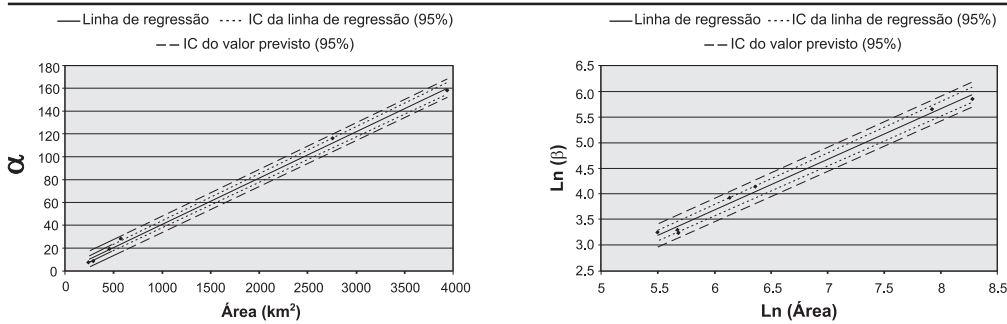 Linha de regressão IC da linha de regressão (95%)
IC do valor previsto (95%)
180
160
140
120
100
80
60
40
20
0
α
0 500 1000 1500 2000 2500 3000 3500 4000
Área (km²)
Linha de regressão IC da linha de regressão (95%)
IC do valor previsto (95%)
6.5
6.0
5.5
5.0
4.5
4.0
3.5
3.0
2.5
Ln (β)
5 5.5 6 6.5 7 7.5 8 8.5
Ln (Área)